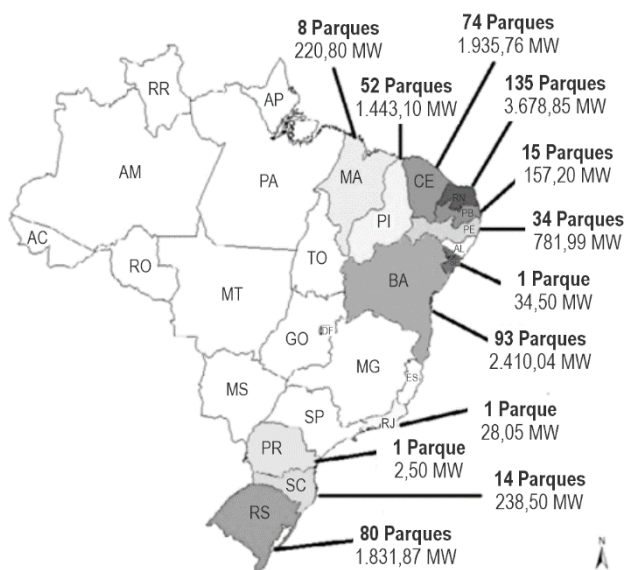 8 Parques
220,80 MW
74 Parques
1.935,76 MW
52 Parques
1.443,10 MW
135 Parques
3.678,85 MW
15 Parques
157,20 MW
34 Parques
781,99 MW
1 Parque
34,50 MW
93 Parques
2.410,04 MW
1 Parque
28,05 MW
1 Parque
2,50 MW
14 Parques
238,50 MW
80 Parques
1.831,87 MW
RR
AP
AM
PA
MA
CE
RN
PB
PE
AL
PI
AC
RO
TO
BA
MT
GO
DF
MG
ES
MS
SP
RJ
PR
SC
RS
N